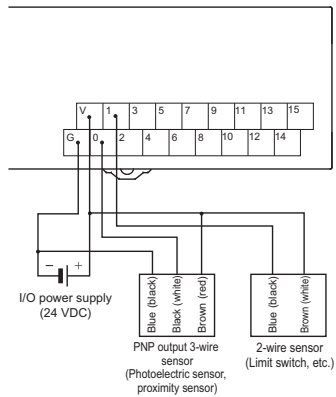 V 1 3 5 7 9 11 13 15
G 0 2 4 6 8 10 12 14
− +
I/O power supply
(24 VDC)
Blue (black)
Black (white)
Brown (red)
Blue (black)
Brown (white)
PNP output 3-wire
sensor
(Photoelectric sensor,
proximity sensor)
2-wire sensor
(Limit switch, etc.)